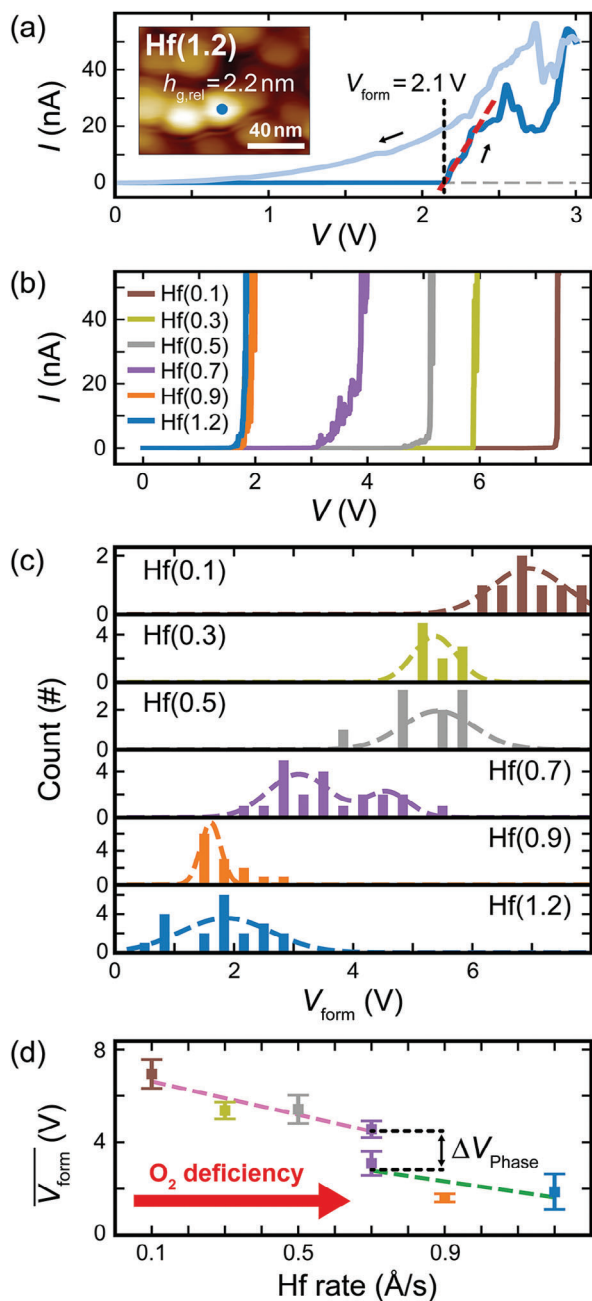 (a)
Hf(1.2)
h_g,rel = 2.2 nm
40 nm
V_form = 2.1 V
I (nA)
40
20
0
0
1
2
3
V (V)
(b)
Hf(0.1)
Hf(0.3)
Hf(0.5)
Hf(0.7)
Hf(0.9)
Hf(1.2)
I (nA)
40
20
0
0
2
4
6
V (V)
(c)
Count (#)
2
0
Hf(0.1)
4
0
Hf(0.3)
2
0
Hf(0.5)
4
0
Hf(0.7)
4
0
Hf(0.9)
4
0
Hf(1.2)
0
2
4
6
V_form (V)
(d)
V_form (V)
8
4
0
ΔV_Phase
O₂ deficiency
0.1
0.5
0.9
Hf rate (Å/s)